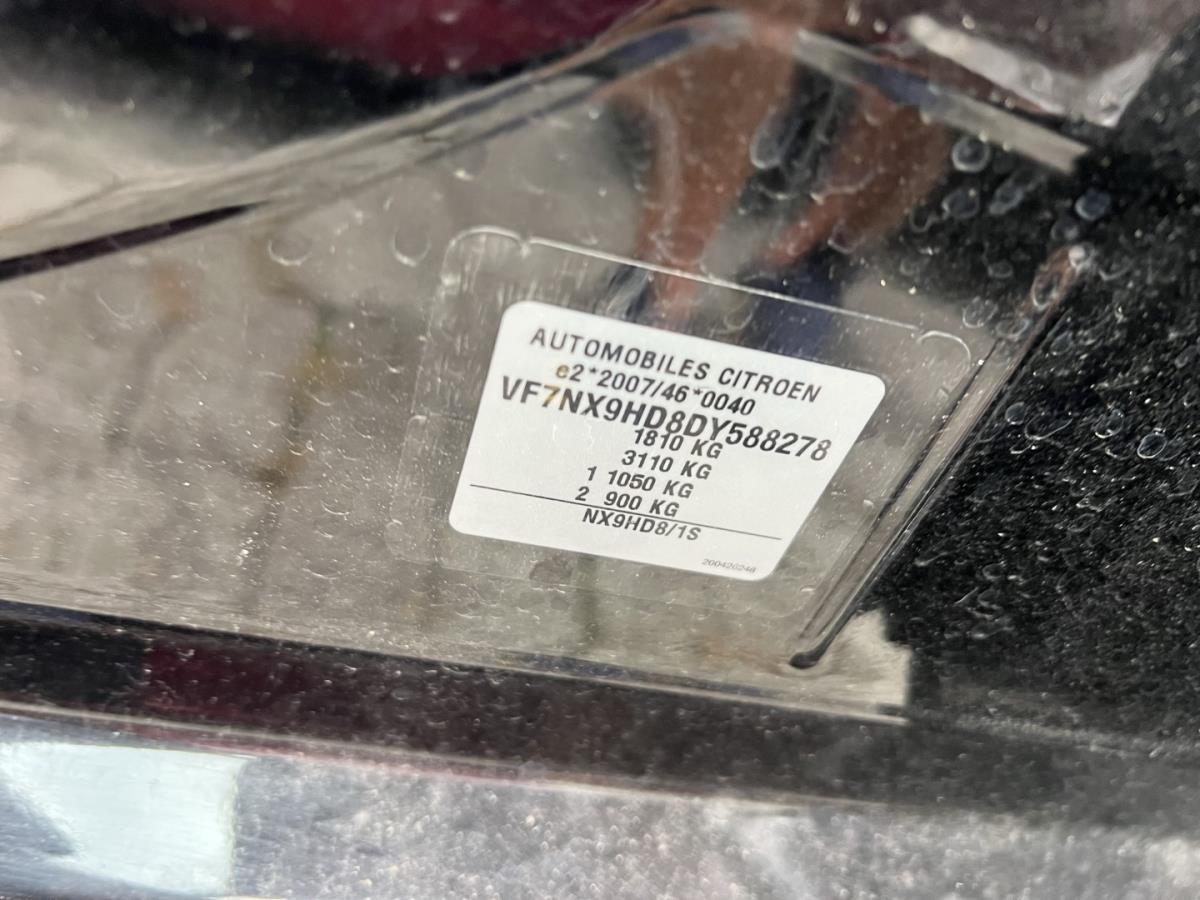 AUTOMOBILES CITROEN
e2*2007/46*0040
VF7NX9HD8DY588278
1810 KG
3110 KG
1 1050 KG
2 900 KG
NX9HD8/1S
200420248